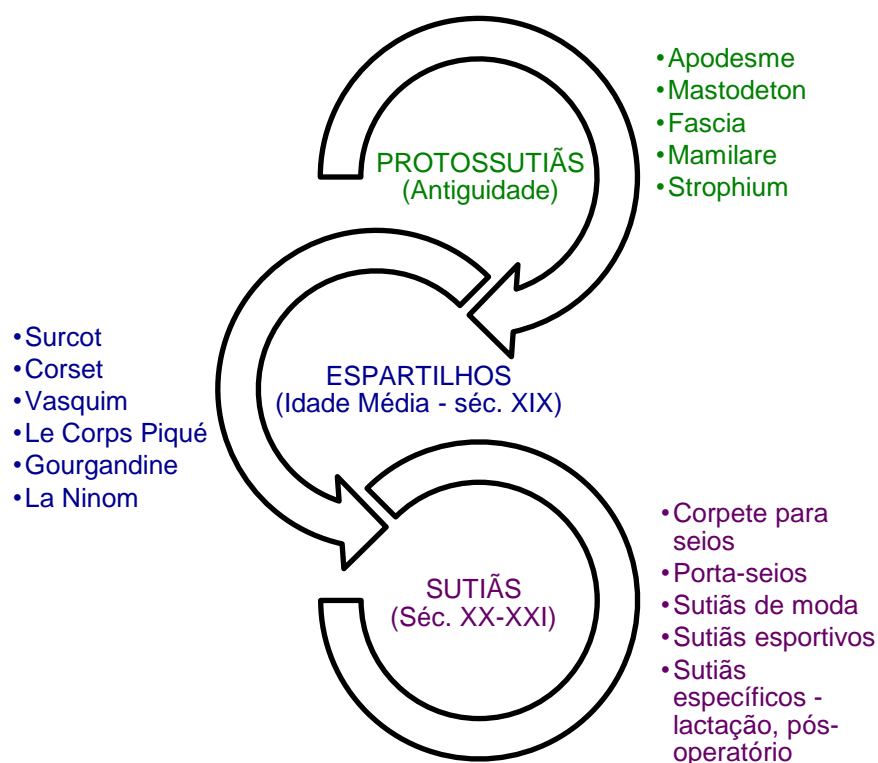 PROTOSSUTIÃS
(Antiguidade)
•Apodesme
•Mastodeton
•Fascia
•Mamilare
•Strophium
ESPARTILHOS
(Idade Média - séc. XIX)
•Surcot
•Corset
•Vasquim
•Le Corps Piqué
•Gourgandine
•La Ninom
SUTIÃS
(Séc. XX-XXI)
•Corpete para
seios
•Porta-seios
•Sutiãs de moda
•Sutiãs esportivos
•Sutiãs
específicos -
lactação, pós-
operatório